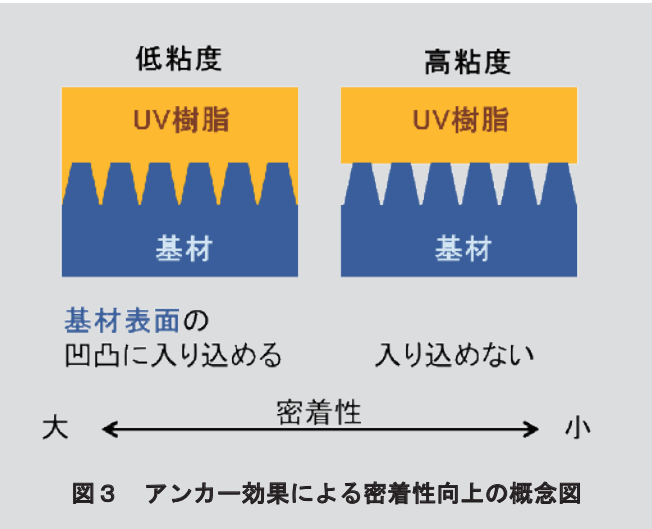 低粘度
高粘度
UV樹脂
UV樹脂
基材
基材
基材表面の
凹凸に入り込める
入り込めない
密着性
大
小
図3 アンカー効果による密着性向上の概念図